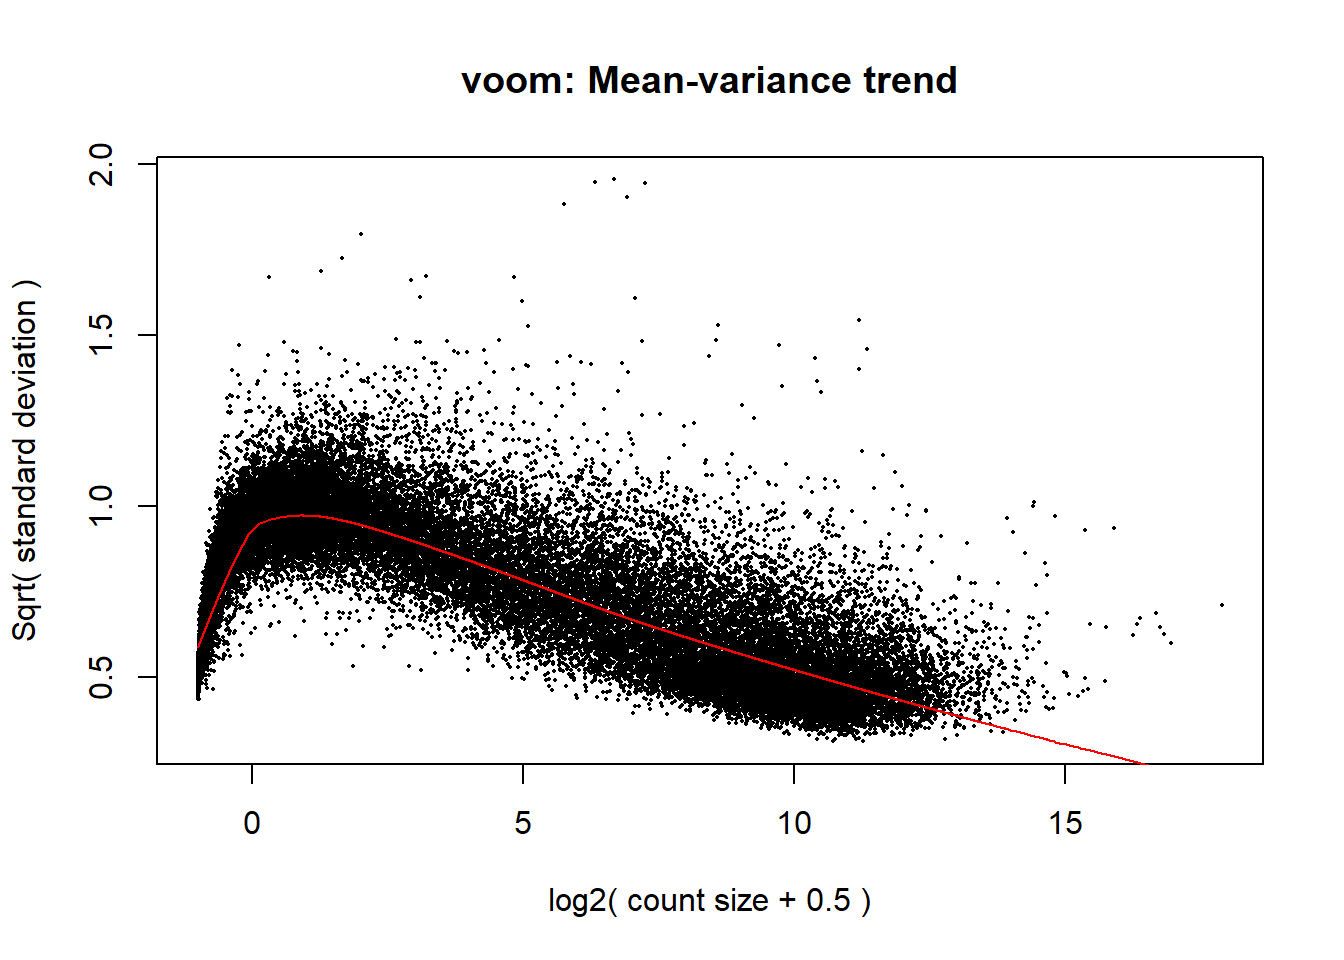 voom: Mean-variance trend
Sqrt( standard deviation )
2.0
1.5
1.0
0.5
0 5 10 15
log2( count size + 0.5 )